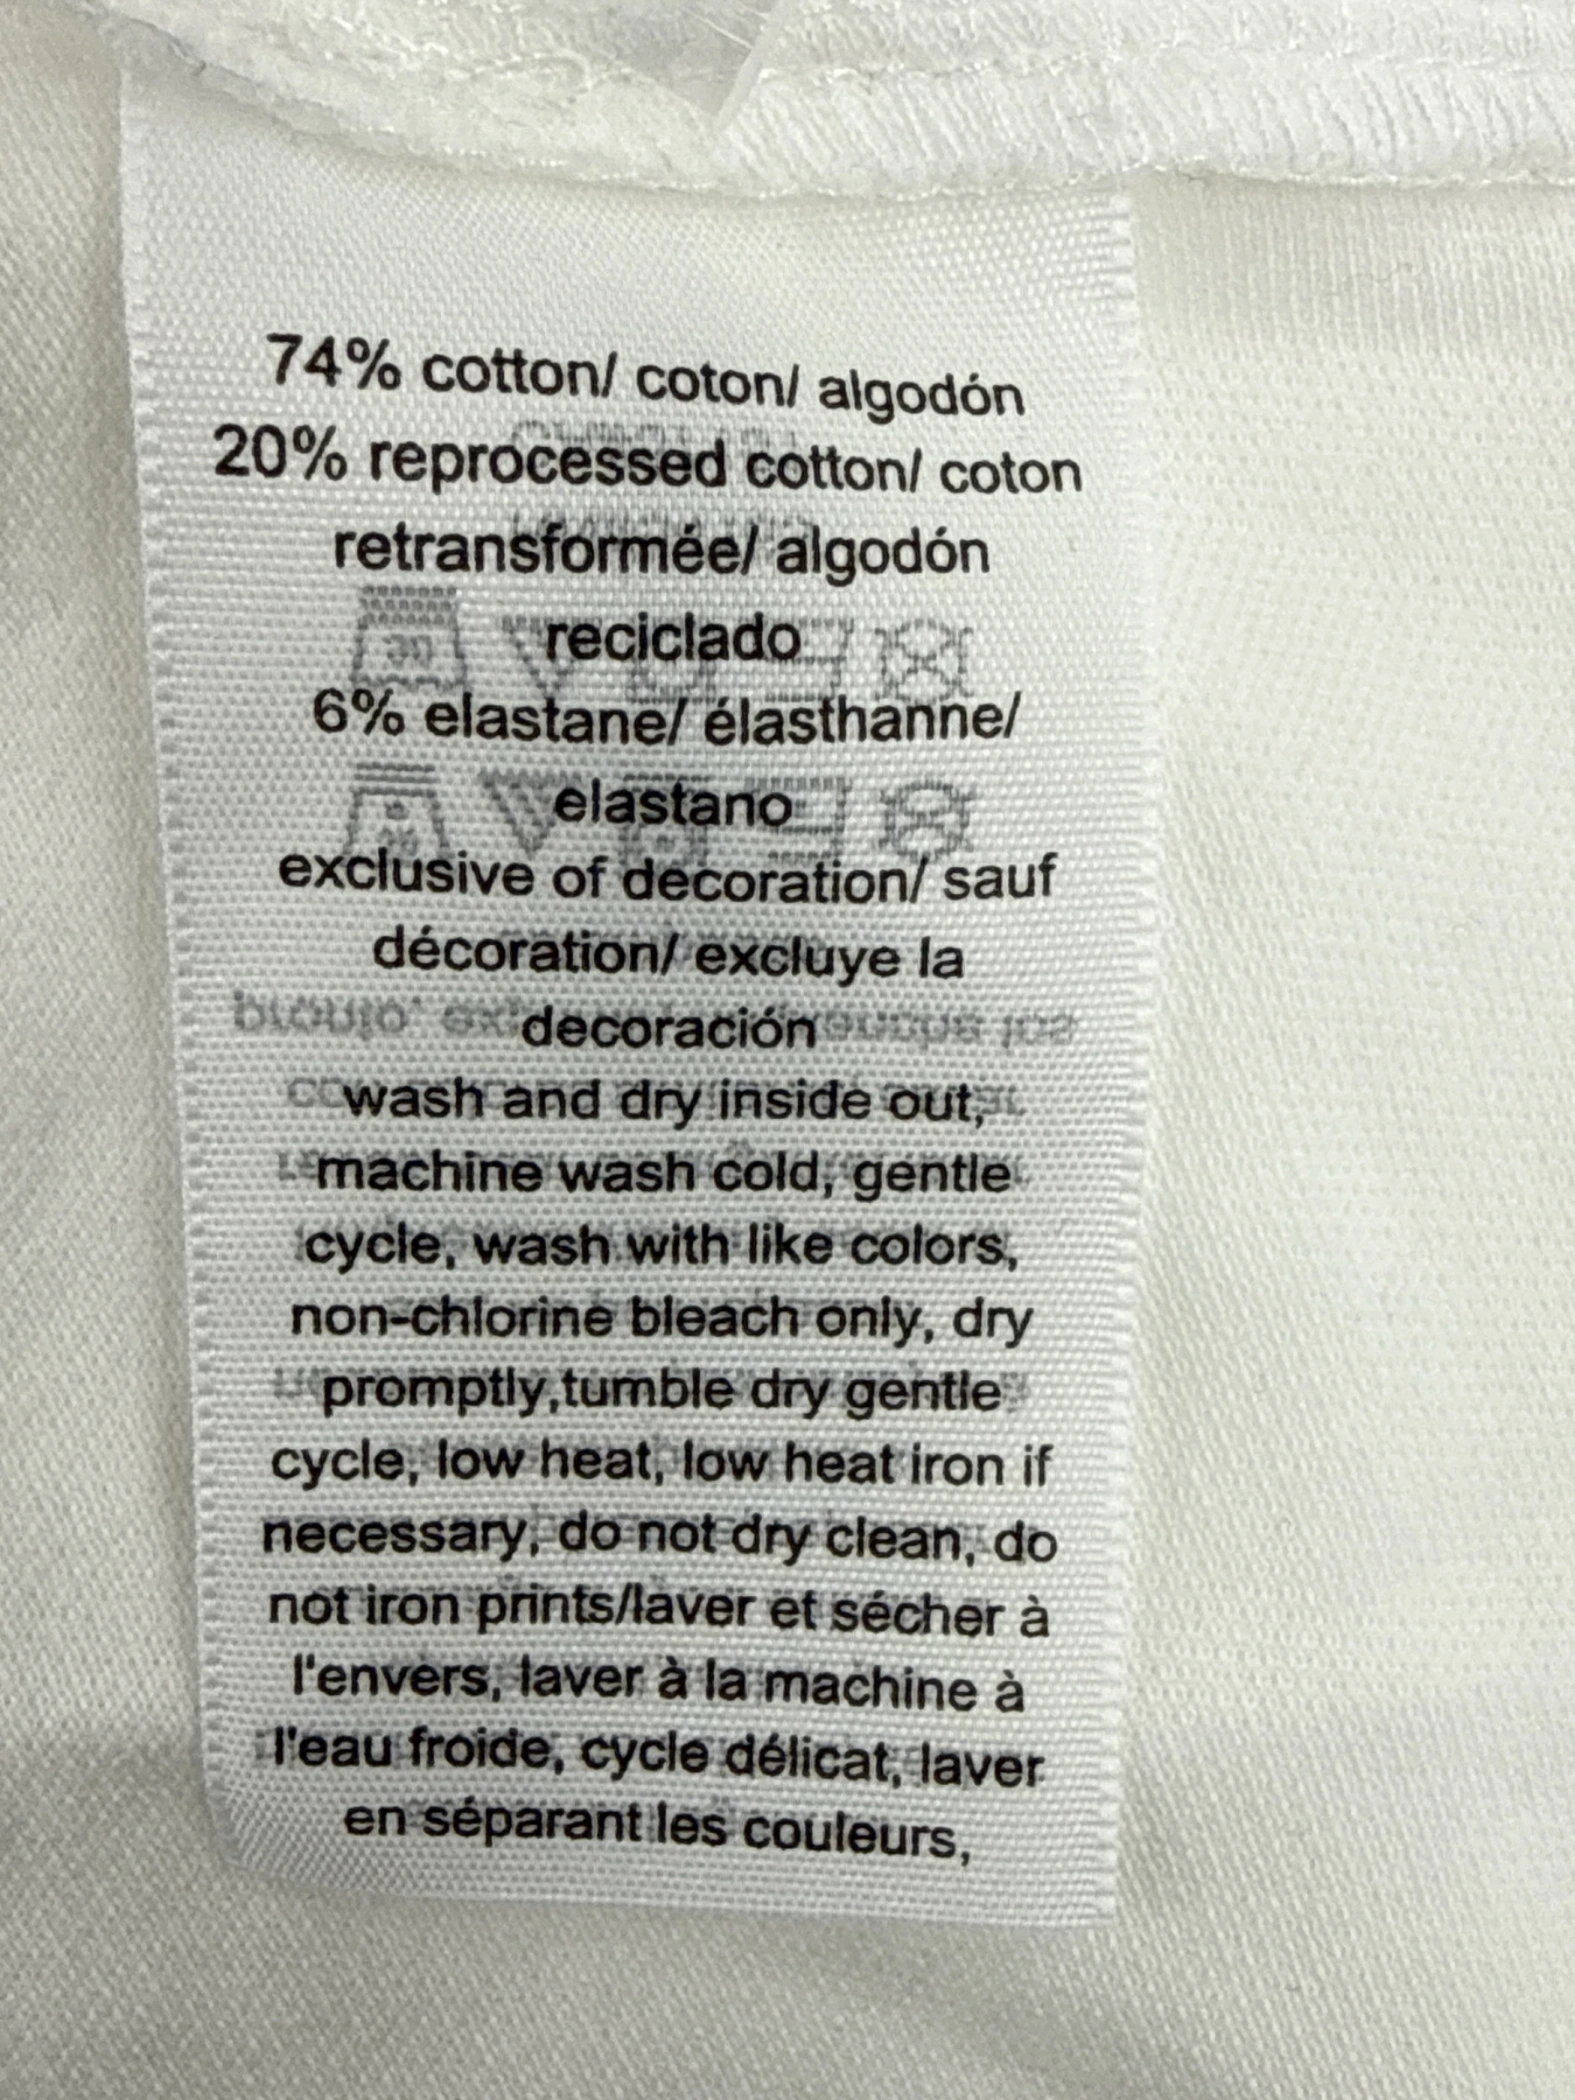 74% cotton/ coton/ algodón
20% reprocessed cotton/ coton
retransformée/ algodón
reciclado
6% elastane/ élasthanne/
elastano
exclusive of decoration/ sauf
décoration/ excluye la
decoración
wash and dry inside out,
machine wash cold, gentle
cycle, wash with like colors,
non-chlorine bleach only, dry
promptly,tumble dry gentle
cycle, low heat, low heat iron if
necessary, do not dry clean, do
not iron prints/laver et sécher à
l'envers, laver à la machine à
l'eau froide, cycle délicat, laver
en séparant les couleurs,